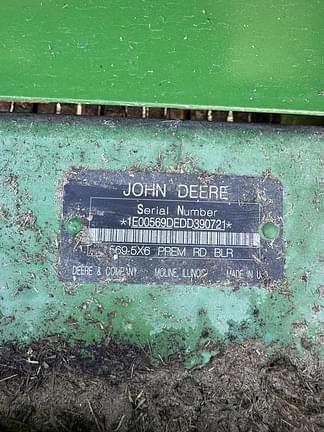 JOHN DEERE
Serial Number
*1E00569DEDD390721*
569-5X6 PREM RD BLR
DEERE & COMPANY MOLINE, ILLINOIS MADE IN U.S.